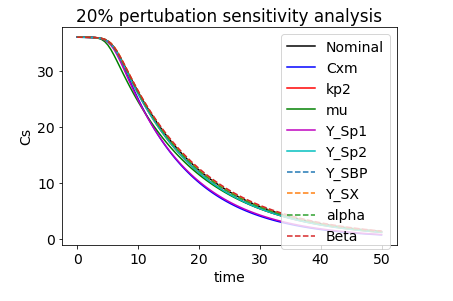 20% pertubation sensitivity analysis
Cs
30
20
10
0
Nominal
Cxm
kp2
mu
Y_Sp1
Y_Sp2
Y_SBP
Y_SX
alpha
Beta
0 10 20 30 40 50
time